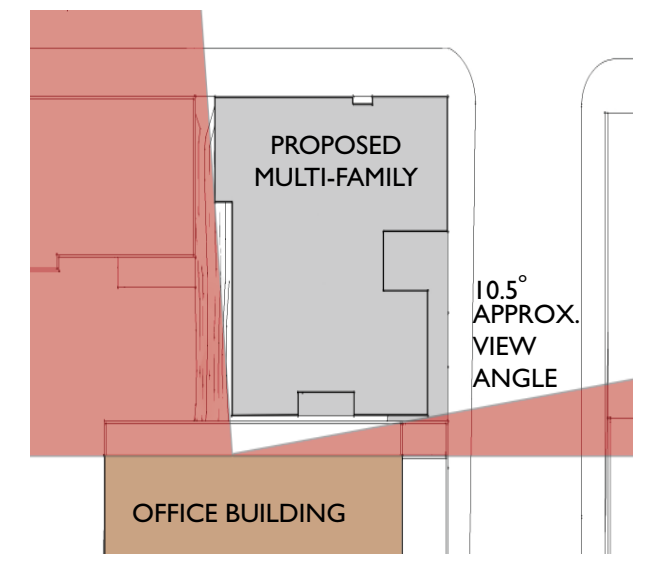 PROPOSED
MULTI-FAMILY
10.5°
APPROX.
VIEW
ANGLE
OFFICE BUILDING